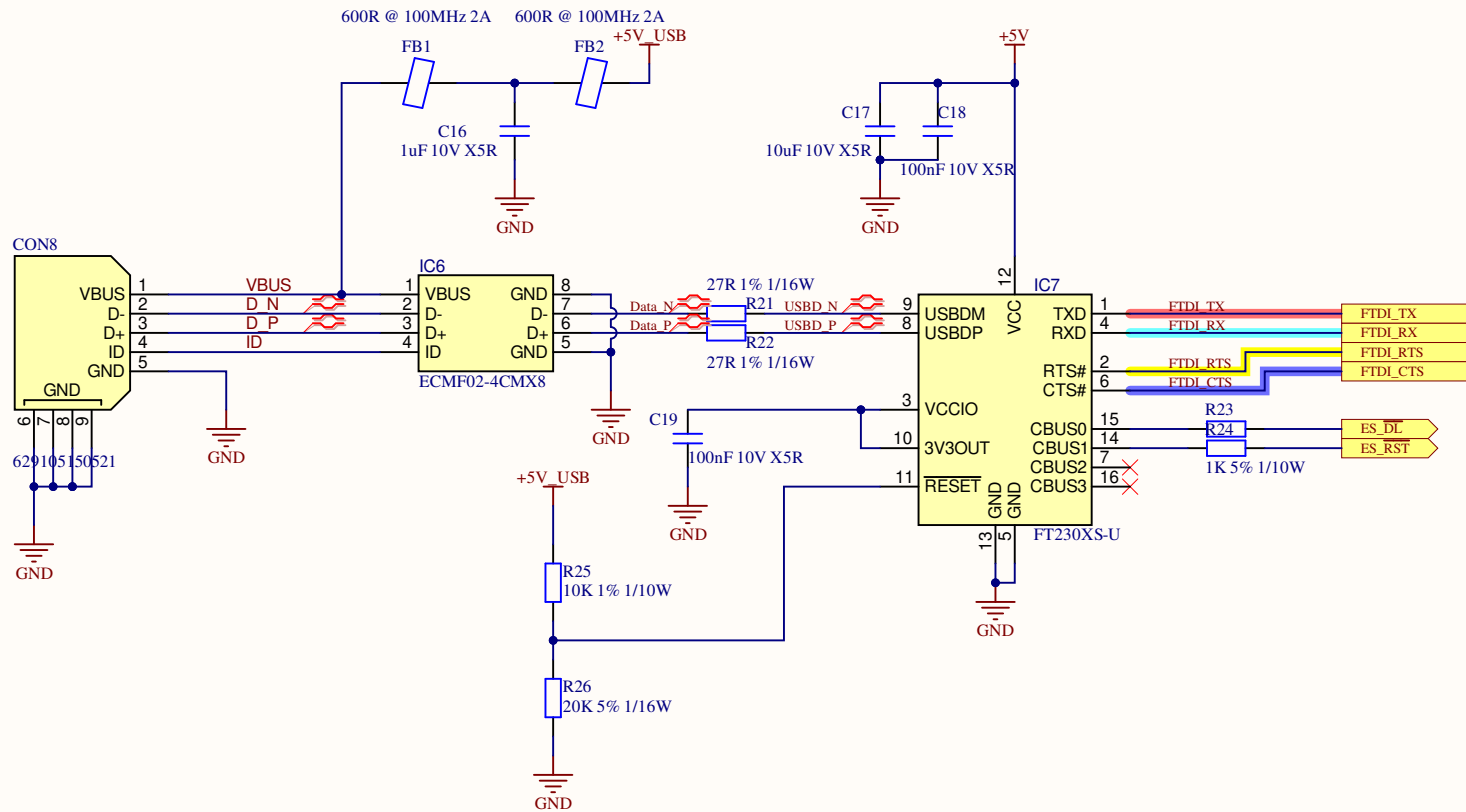 600R @ 100MHz 2A
600R @ 100MHz 2A
+5V_USB
+5V
FB1
FB2
C16
1uF 10V X5R
GND
C17
C18
10uF 10V X5R
100nF 10V X5R
GND
CON8
VBUS
D-
D+
ID
GND
GND
1
2
3
4
5
6
7
8
9
629105150521
GND
GND
VBUS
D_N
D_P
ID
IC6
1
2
3
4
VBUS
D-
D+
ID
GND
D-
D+
GND
8
7
6
5
ECMF02-4CMX8
GND
Data_N
Data_P
27R 1% 1/16W
R21
R22
27R 1% 1/16W
USBD_N
USBD_P
IC7
12
VCC
9
USBDM
8
USBDP
3
VCCIO
10
3V3OUT
11
RESET
TXD
1
RXD
4
RTS#
2
CTS#
6
CBUS0
15
CBUS1
14
CBUS2
7
CBUS3
16
GND
GND
13
5
FT230XS-U
GND
FTDI_TX
FTDI_TX
FTDI_RX
FTDI_RX
FTDI_RTS
FTDI_RTS
FTDI_CTS
FTDI_CTS
R23
R24
1K 5% 1/10W
ES_DL
ES_RST
C19
100nF 10V X5R
GND
+5V_USB
R25
10K 1% 1/10W
R26
20K 5% 1/16W
GND